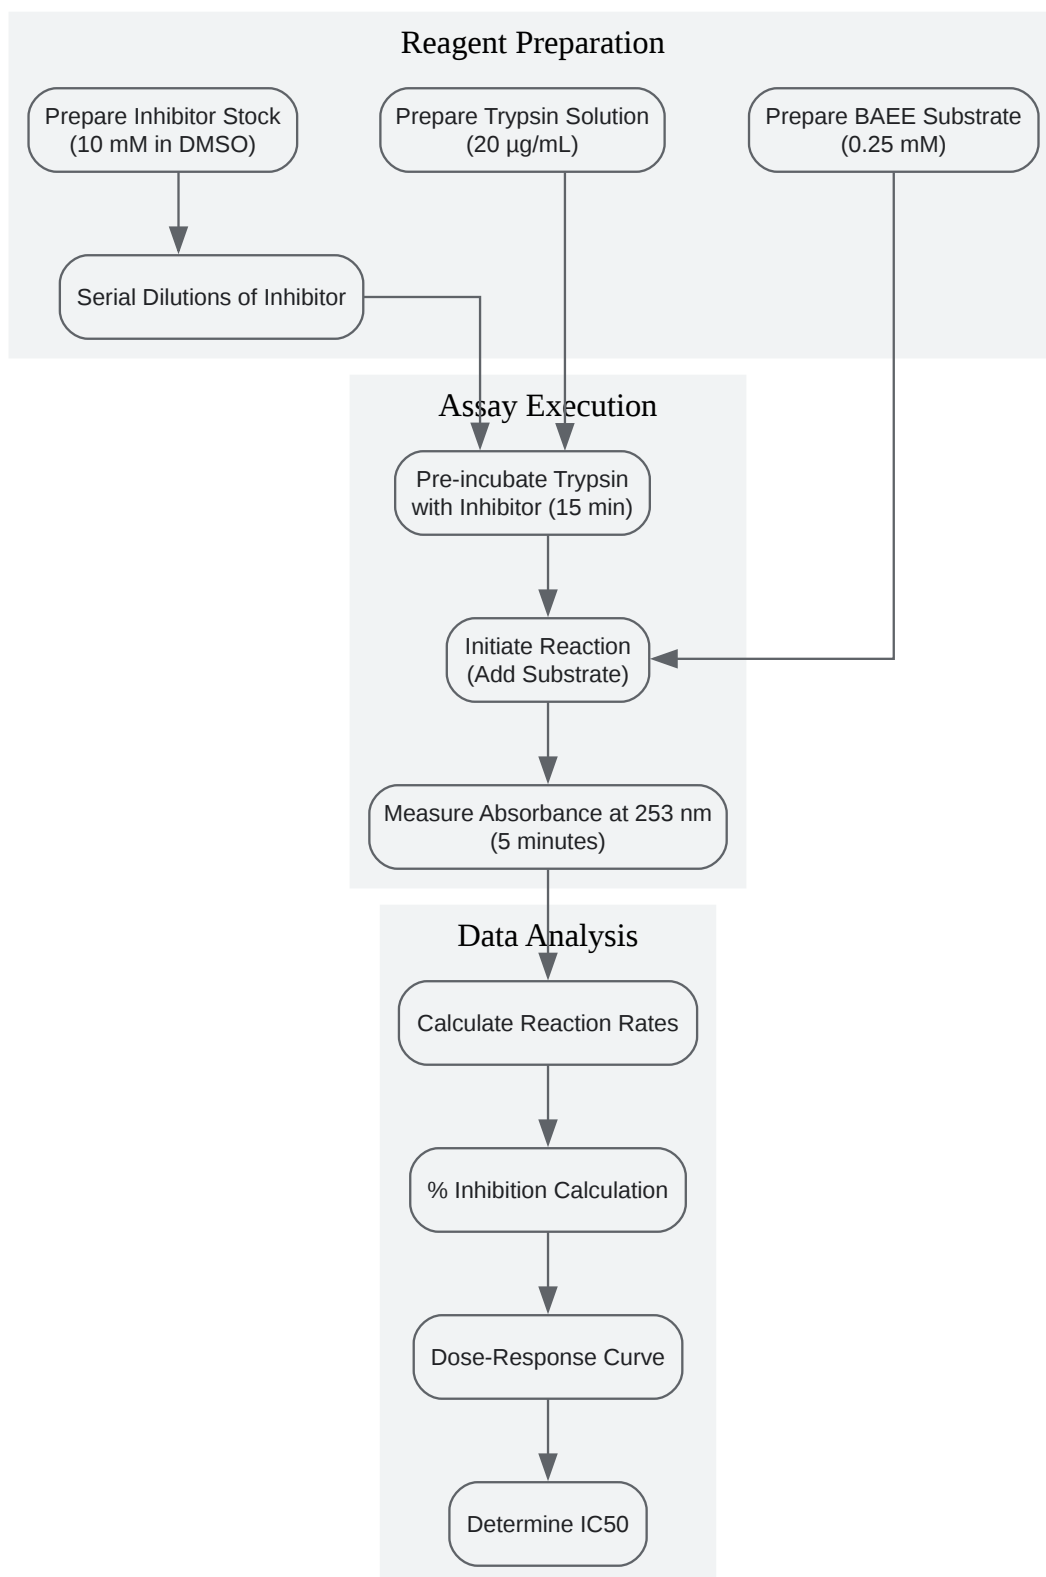 Reagent Preparation
Prepare Inhibitor Stock
(10 mM in DMSO)
Prepare Trypsin Solution
(20 µg/mL)
Prepare BAEE Substrate
(0.25 mM)
Serial Dilutions of Inhibitor
Assay Execution
Pre-incubate Trypsin
with Inhibitor (15 min)
Initiate Reaction
(Add Substrate)
Measure Absorbance at 253 nm
(5 minutes)
Data Analysis
Calculate Reaction Rates
% Inhibition Calculation
Dose-Response Curve
Determine IC50